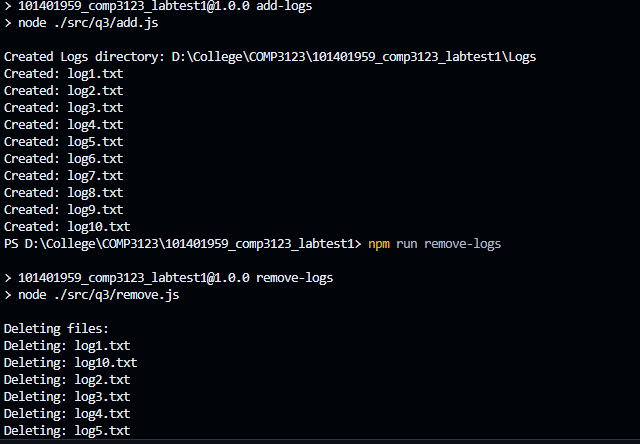 > 101401959_comp3123_labtest1@1.0.0 add-logs
> node ./src/q3/add.js
Created Logs directory: D:\College\COMP3123\101401959_comp3123_labtest1\Logs
Created: log1.txt
Created: log2.txt
Created: log3.txt
Created: log4.txt
Created: log5.txt
Created: log6.txt
Created: log7.txt
Created: log8.txt
Created: log9.txt
Created: log10.txt
PS D:\College\COMP3123\101401959_comp3123_labtest1> npm run remove-logs
> 101401959_comp3123_labtest1@1.0.0 remove-logs
> node ./src/q3/remove.js
Deleting files:
Deleting: log1.txt
Deleting: log10.txt
Deleting: log2.txt
Deleting: log3.txt
Deleting: log4.txt
Deleting: log5.txt